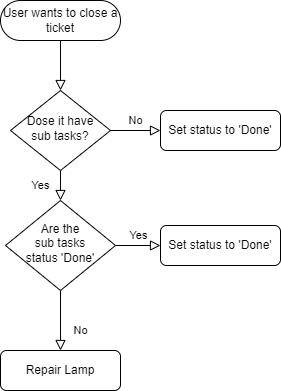 User wants to close a
ticket
Dose it have
sub tasks?
No
Set status to 'Done'
Yes
Are the
sub tasks
status 'Done'
Yes
Set status to 'Done'
No
Repair Lamp